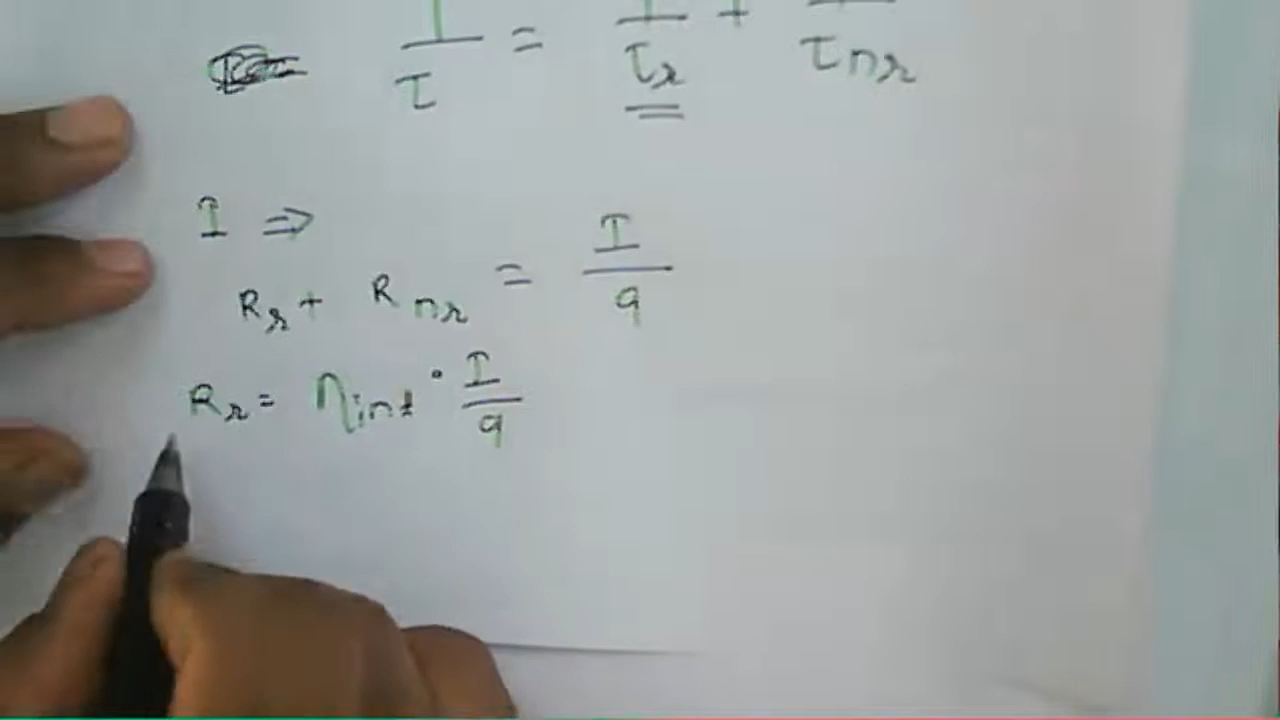 1/τ = 1/τr + 1/τnr
I ⇒
Rr + Rnr = I/q
Rr = ηint · I/q